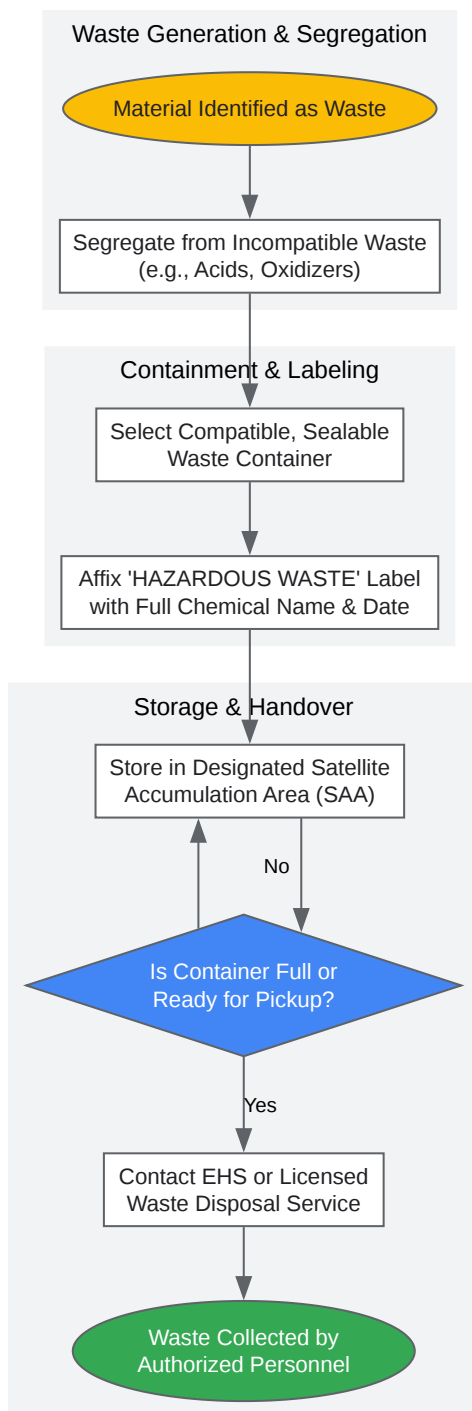 Waste Generation & Segregation
Material Identified as Waste
Segregate from Incompatible Waste
(e.g., Acids, Oxidizers)
Containment & Labeling
Select Compatible, Sealable
Waste Container
Affix 'HAZARDOUS WASTE' Label
with Full Chemical Name & Date
Storage & Handover
Store in Designated Satellite
Accumulation Area (SAA)
No
Is Container Full or
Ready for Pickup?
Yes
Contact EHS or Licensed
Waste Disposal Service
Waste Collected by
Authorized Personnel